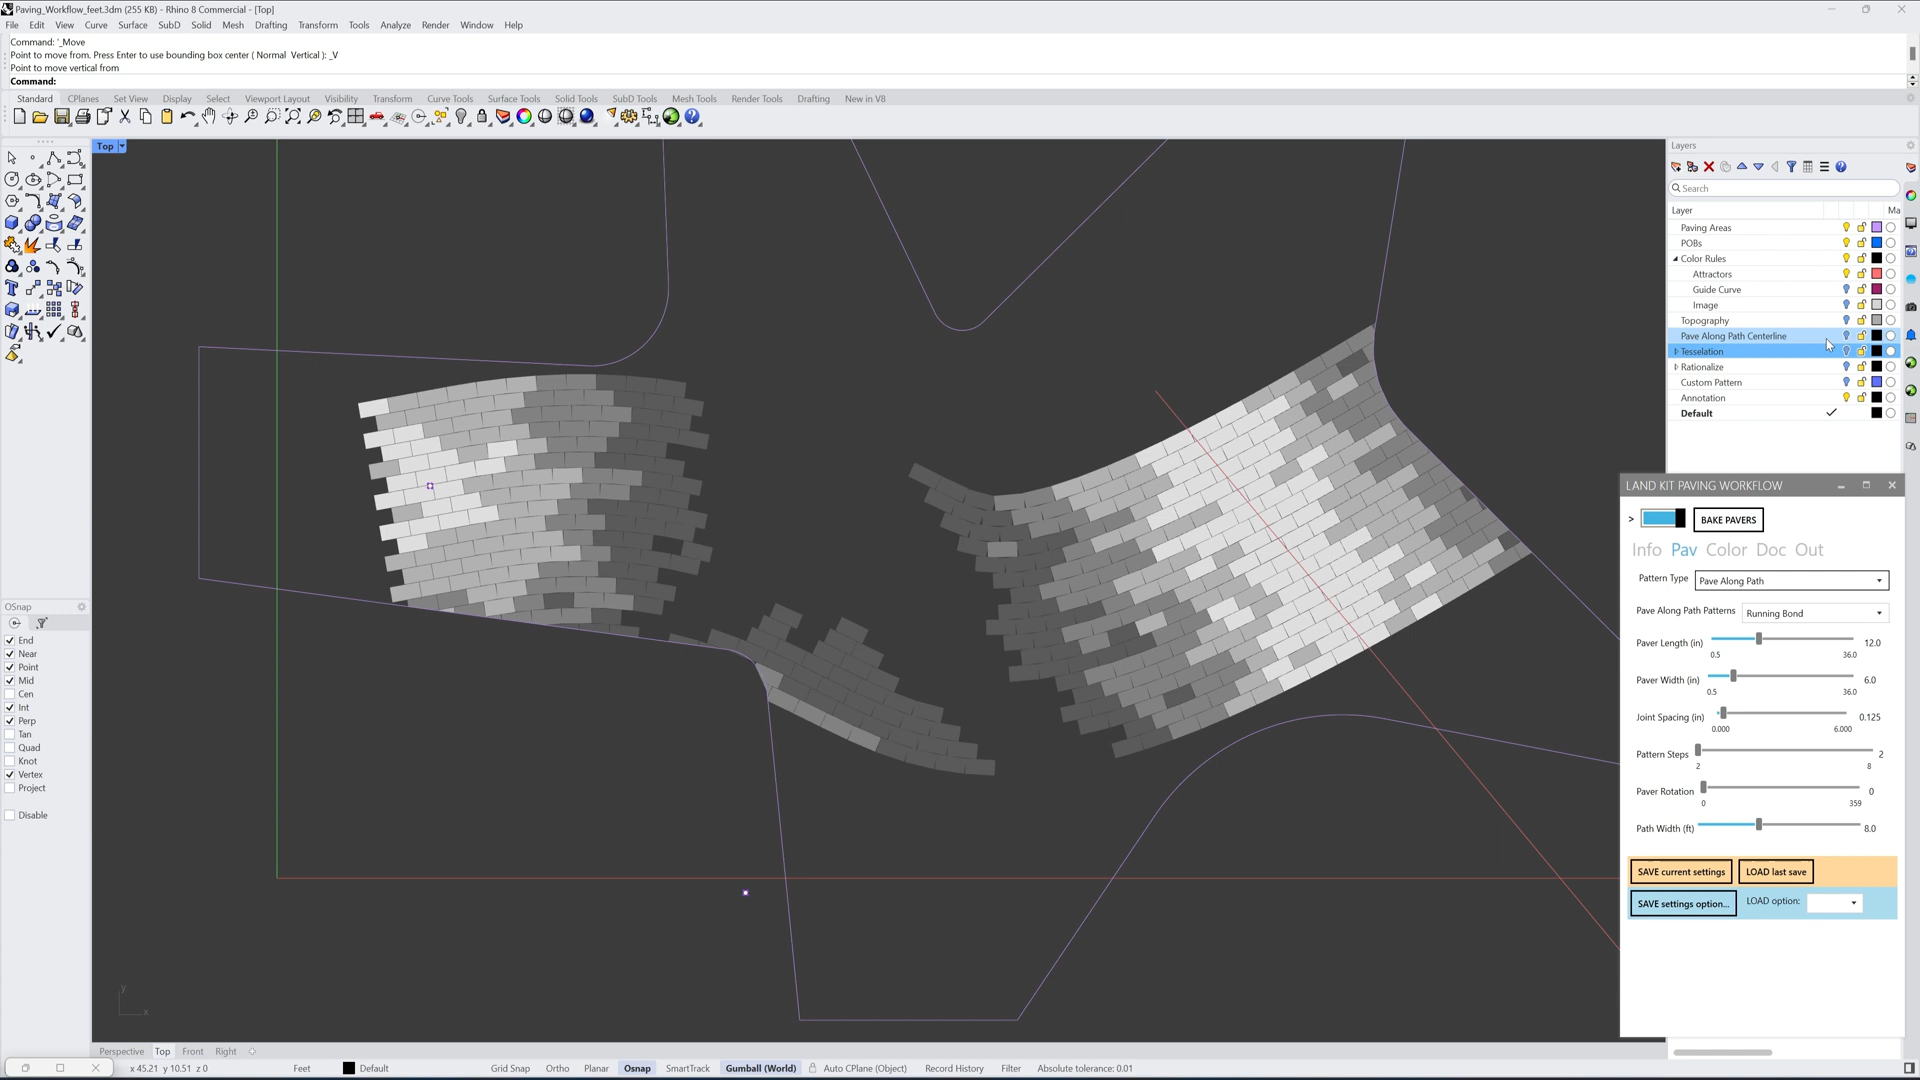 Paving_Workflow_feet.3dm (255 KB) - Rhino 8 Commercial - [Top]
File Edit View Curve Surface SubD Solid Mesh Drafting Transform Tools Analyze Render Window Help
Command: '_Move
Point to move from. Press Enter to use bounding box center ( Normal Vertical ): _V
Point to move vertical from
Command:
Standard CPlanes Set View Display Select Viewport Layout Visibility Transform Curve Tools Surface Tools Solid Tools SubD Tools Mesh Tools Render Tools Drafting New in V8
Top
Layers
Search
Layer Ma
Paving Areas
POBs
Color Rules
Attractors
Guide Curve
Image
Topography
Pave Along Path Centerline
Tesselation
Rationalize
Custom Pattern
Annotation
Default
LAND KIT PAVING WORKFLOW
> BAKE PAVERS
Info Pav Color Doc Out
Pattern Type Pave Along Path
Pave Along Path Patterns Running Bond
Paver Length (in) 12.0
0.5 36.0
Paver Width (in) 6.0
0.5 36.0
Joint Spacing (in) 0.125
0.000 6.000
Pattern Steps 2
2 8
Paver Rotation 0
0 359
Path Width (ft) 8.0
SAVE current settings LOAD last save
SAVE settings option... LOAD option:
OSnap
End
Near
Point
Mid
Cen
Int
Perp
Tan
Quad
Knot
Vertex
Project
Disable
y
x
Perspective Top Front Right
x 45.21 y 10.51 z 0 Feet Default Grid Snap Ortho Planar Osnap SmartTrack Gumball (World) Auto CPlane (Object) Record History Filter Absolute tolerance: 0.01